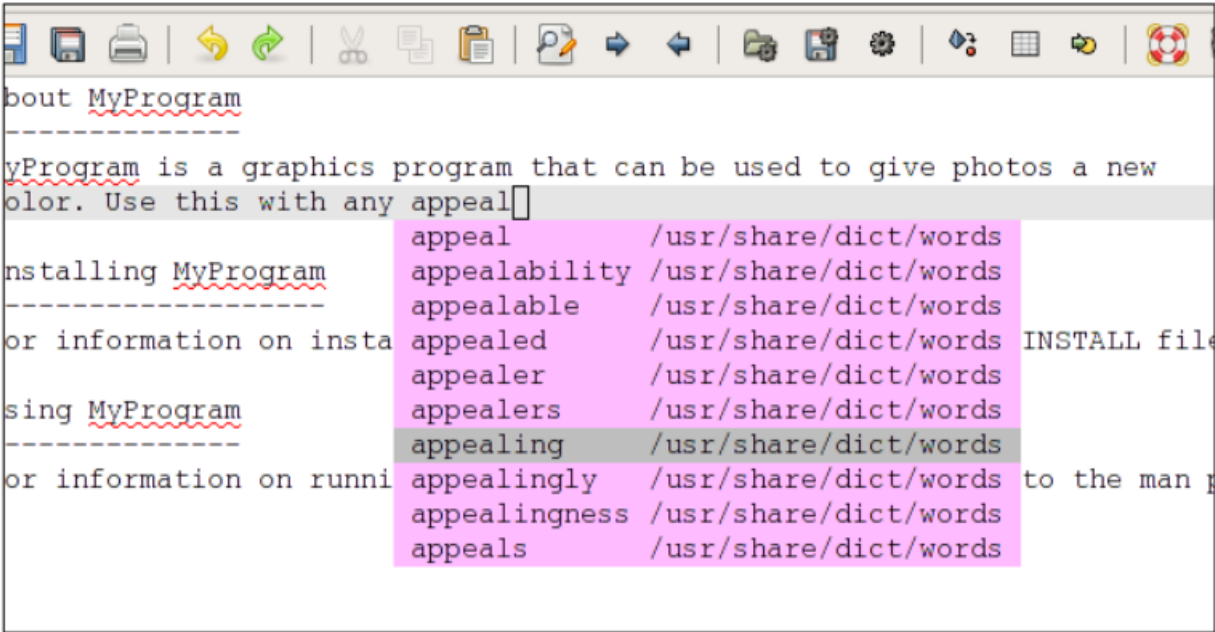 bout MyProgram
--------------
yProgram is a graphics program that can be used to give photos a new
olor. Use this with any appeal
appeal /usr/share/dict/words
nstalling MyProgram appealability /usr/share/dict/words
------------------- appealable /usr/share/dict/words
or information on insta appealed /usr/share/dict/words INSTALL file
appealer /usr/share/dict/words
sing MyProgram appealers /usr/share/dict/words
-------------- appealing /usr/share/dict/words
or information on runni appealingly /usr/share/dict/words to the man p
appealingness /usr/share/dict/words
appeals /usr/share/dict/words